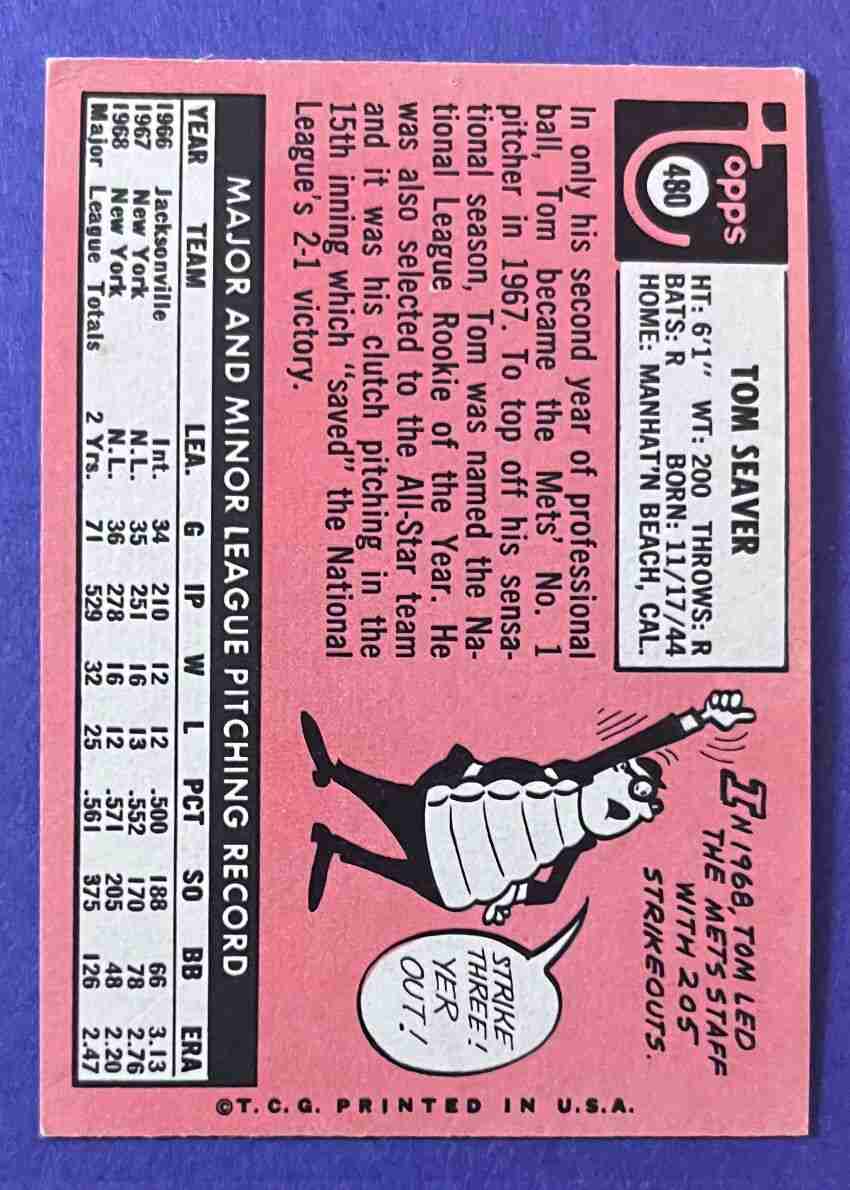 Topps
480
TOM SEAVER
HT: 6'1" WT: 200 THROWS: R
BATS: R BORN: 11/17/44
HOME: MANHAT'N BEACH, CAL.
In only his second year of professional
ball, Tom became the Mets' No. 1
pitcher in 1967. To top off his sensa-
tional season, Tom was named the Na-
tional League Rookie of the Year. He
was also selected to the All-Star team
and it was his clutch pitching in the
15th inning which "saved" the National
League's 2-1 victory.
IN 1968, TOM LED
THE METS STAFF
WITH 205
STRIKEOUTS.
STRIKE
THREE!
YER
OUT!
MAJOR AND MINOR LEAGUE PITCHING RECORD
YEAR TEAM LEA. G IP W L PCT SO BB ERA
1966 Jacksonville Int. 34 210 12 12 .500 188 66 3.13
1967 New York N.L. 35 251 16 13 .552 170 78 2.76
1968 New York N.L. 36 278 16 12 .571 205 48 2.20
Major League Totals 2 Yrs. 71 529 32 25 .561 375 126 2.47
©T.C.G. PRINTED IN U.S.A.